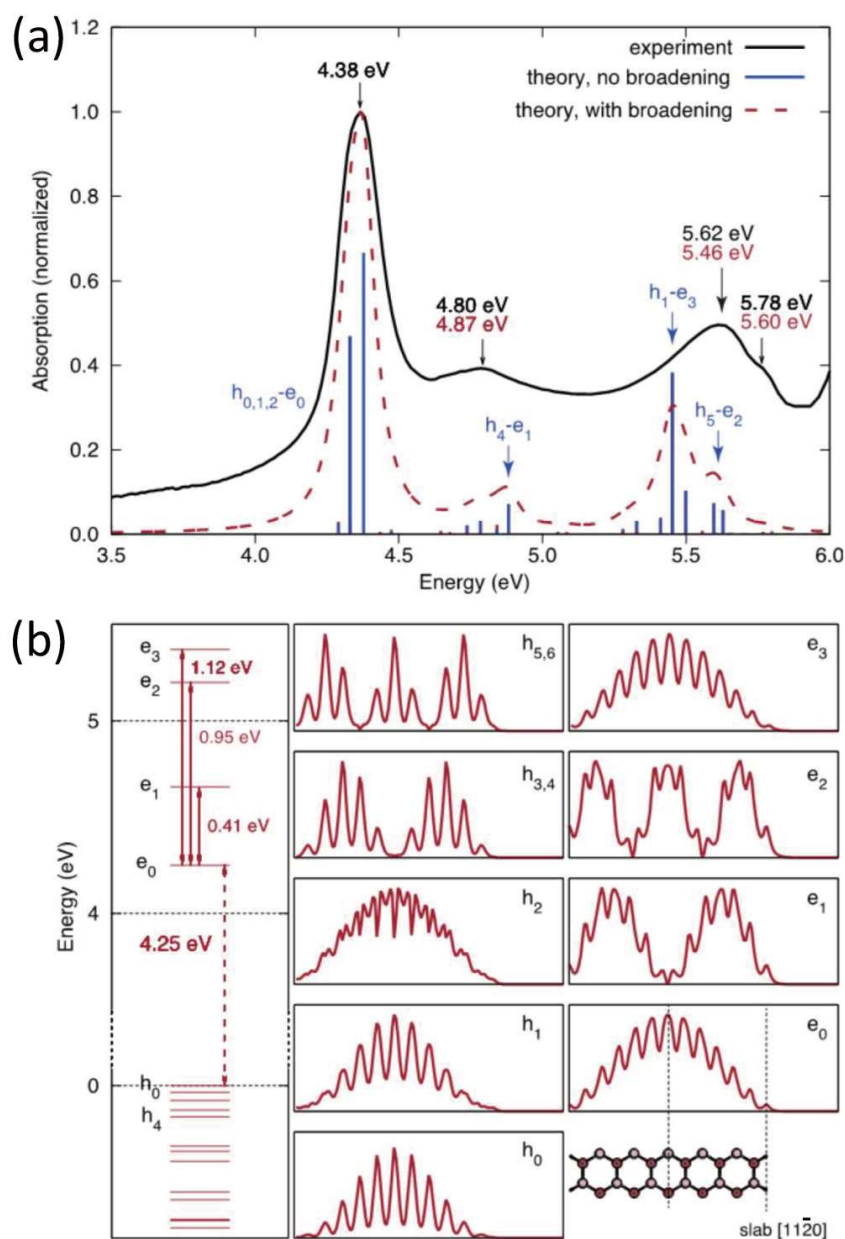 (a)
1.2
1.0
0.8
0.6
0.4
0.2
0.0
Absorption (normalized)
3.5 4.0 4.5 5.0 5.5 6.0
Energy (eV)
experiment
theory, no broadening
theory, with broadening
4.38 eV
4.80 eV
4.87 eV
5.62 eV
5.46 eV
5.78 eV
5.60 eV
h0,1,2-e0
h4-e1
h1-e3
h5-e2
(b)
Energy (eV)
5
4
0
e3
e2
e1
e0
1.12 eV
0.95 eV
0.41 eV
4.25 eV
h0
h4
h5,6
e3
h3,4
e2
h2
e1
h1
e0
h0
slab [112̄0]